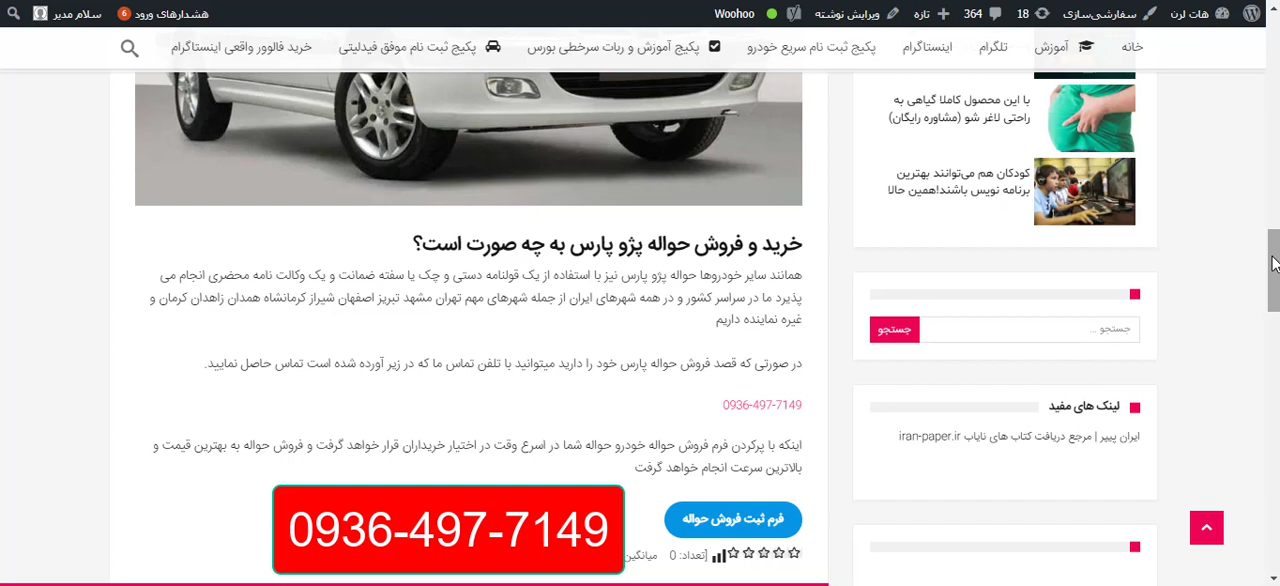 هات لرن
سفارشی‌سازی
18
364
تازه
ویرایش نوشته
Woohoo
هشدارهای ورود 6
سلام مدیر
خانه
آموزش
تلگرام
اینستاگرام
پکیج ثبت نام سریع خودرو
پکیج آموزش و ربات سرخطی بورس
پکیج ثبت نام موفق فیدلیتی
خرید فالوور واقعی اینستاگرام
خرید و فروش حواله پژو پارس به چه صورت است؟
همانند سایر خودروها حواله پژو پارس نیز با استفاده از یک قولنامه دستی و چک یا سفته ضمانت و یک وکالت نامه محضری انجام می
پذیرد ما در سراسر کشور و در همه شهرهای ایران از جمله شهرهای مهم تهران مشهد تبریز اصفهان شیراز کرمانشاه همدان زاهدان کرمان و
غیره نماینده داریم
در صورتی که قصد فروش حواله پارس خود را دارید میتوانید با تلفن تماس ما که در زیر آورده شده است تماس حاصل نمایید.
0936-497-7149
اینکه با پرکردن فرم فروش حواله خودرو حواله شما در اسرع وقت در اختیار خریداران قرار خواهد گرفت و فروش حواله به بهترین قیمت و
بالاترین سرعت انجام خواهد گرفت
فرم ثبت فروش حواله
0936-497-7149
[تعداد: 0 میانگین
با این محصول کاملا گیاهی به
راحتی لاغر شو (مشاوره رایگان)
کودکان هم می‌توانند بهترین
برنامه نویس باشند!همین حالا
جستجو …
جستجو
لینک های مفید
ایران پیپر | مرجع دریافت کتاب های نایاب iran-paper.ir